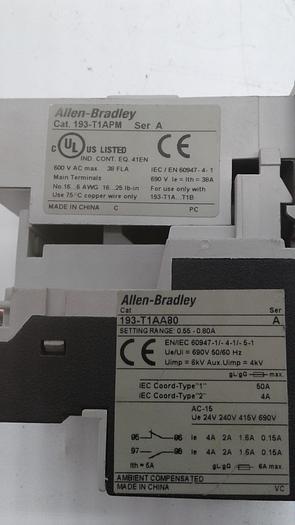 Allen-Bradley
Cat. 193-T1APM Ser A
c UL US LISTED
IND. CONT. EQ. 41EN
CE
600 V AC max. 38 FLA
Main Terminals
No.16...6 AWG 16...25 lb-in
Use 75°C copper wire only
IEC / EN 60947-4-1
690 V Ie = Ith = 38A
For use only with
193-T1A...T1B
MADE IN CHINA C PC
Allen-Bradley
Cat Ser
193-T1AA80 A
SETTING RANGE: 0.55 - 0.80A
CE
EN/IEC 60947-1/-4-1/-5-1
Ue/Ui = 690V 50/60 Hz
Uimp = 6kV Aux.Uimp = 4kV
gL/gG max.
IEC Coord-Type"1" 50A
IEC Coord-Type"2" 4A
AC-15
Ue 24V 240V 415V 690V
95 96 Ie 4A 2A 1.6A 0.15A
97 98 Ie 4A 2A 1.6A 0.15A
Ith = 5A gL/gG 6A max.
AMBIENT COMPENSATED
MADE IN CHINA VC